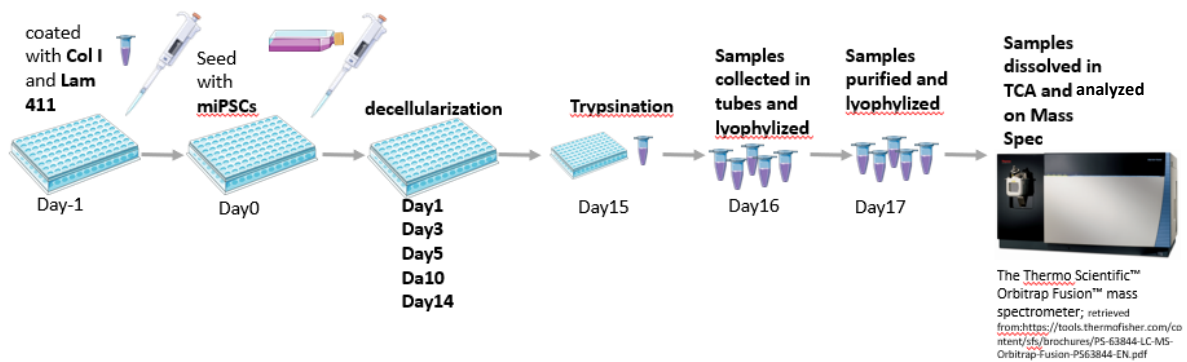 coated
with Col I
and Lam
411
Day-1
Seed
with
miPSCs
Day0
decellularization
Day1
Day3
Day5
Da10
Day14
Trypsination
Day15
Samples
collected in
tubes and
lyophylized
Day16
Samples
purified and
lyophylized
Day17
Samples
dissolved in
TCA and analyzed
on Mass
Spec
The Thermo Scientific™
Orbitrap Fusion™ mass
spectrometer; retrieved
from:https://tools.thermofisher.com/co
ntent/sfs/brochures/PS-63844-LC-MS-
Orbitrap-Fusion-PS63844-EN.pdf